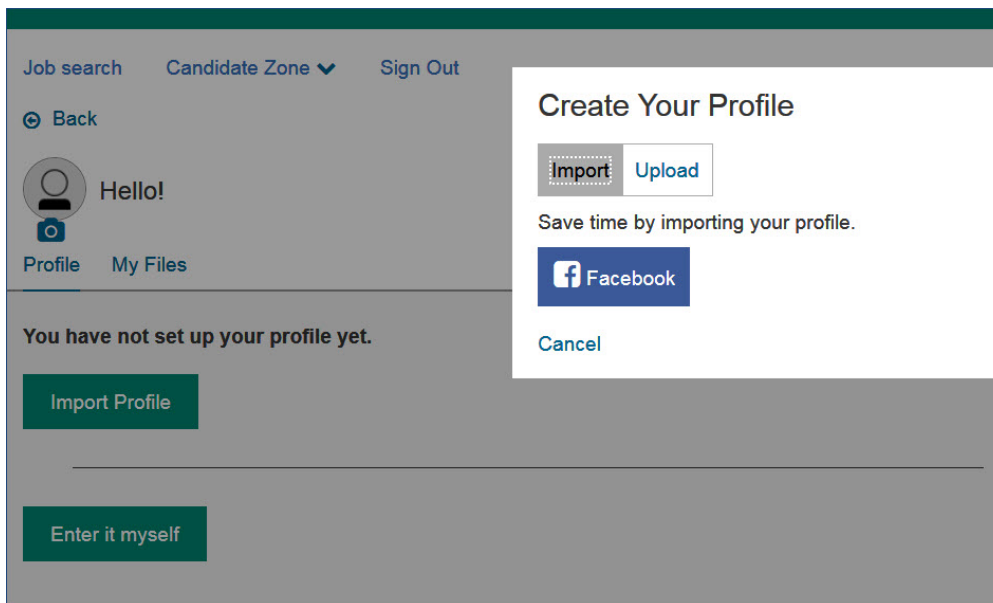 Job search Candidate Zone Sign Out
Back
Hello!
Profile My Files
You have not set up your profile yet.
Import Profile
Enter it myself
Create Your Profile
Import Upload
Save time by importing your profile.
Facebook
Cancel